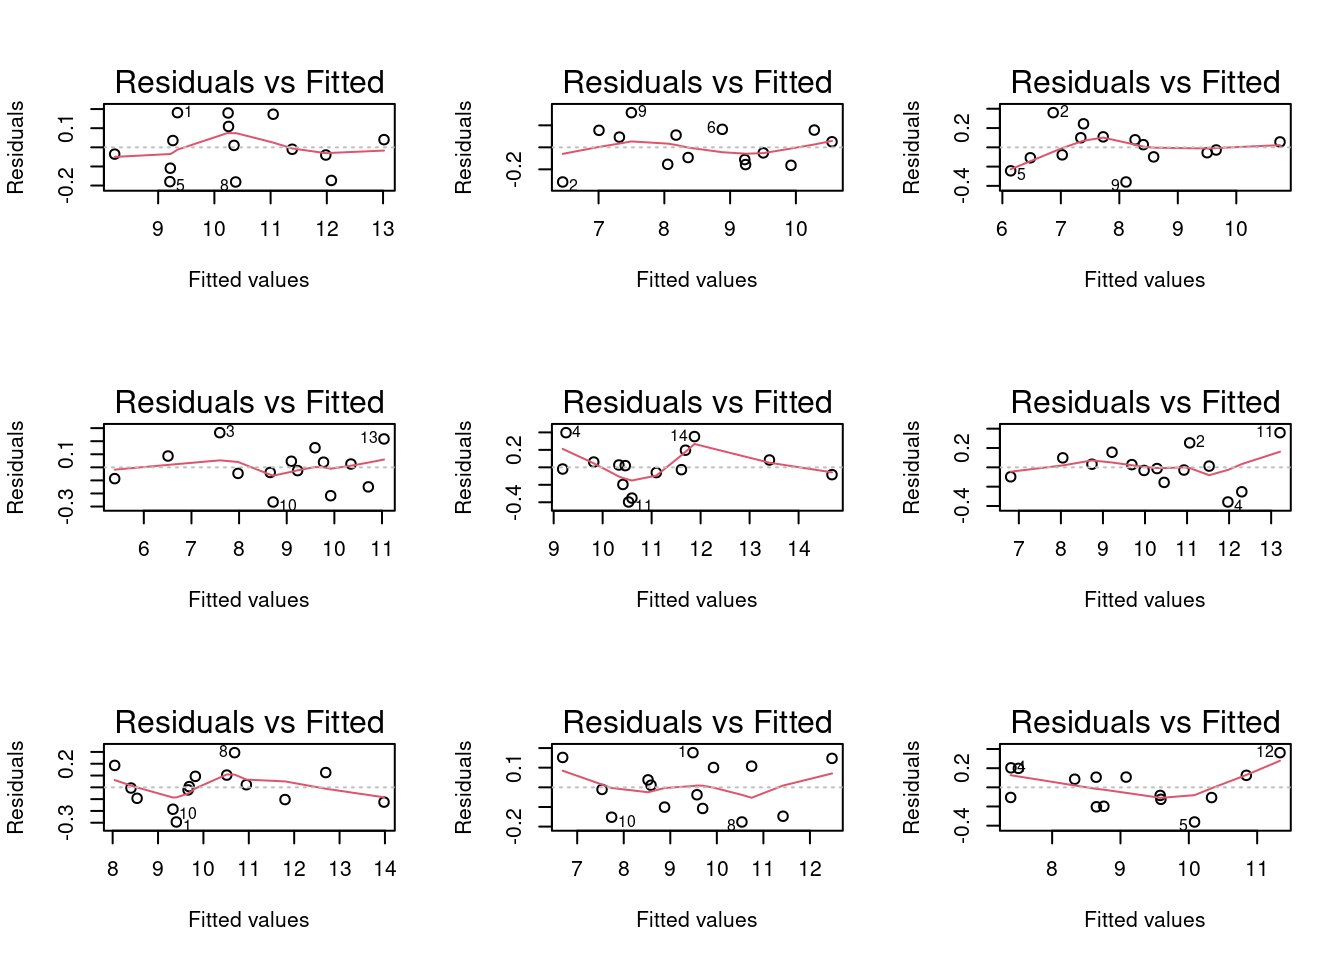 Residuals vs Fitted
Residuals
0.1
-0.2
1
5
8
9 10 11 12 13
Fitted values
Residuals vs Fitted
Residuals
-0.2
9
6
2
7 8 9 10
Fitted values
Residuals vs Fitted
Residuals
0.2
-0.4
2
5
9
6 7 8 9 10
Fitted values
Residuals vs Fitted
Residuals
0.1
-0.3
3
13
10
6 7 8 9 10 11
Fitted values
Residuals vs Fitted
Residuals
0.2
-0.4
4
14
11
9 10 11 12 13 14
Fitted values
Residuals vs Fitted
Residuals
0.2
-0.4
11
2
4
7 8 9 10 11 12 13
Fitted values
Residuals vs Fitted
Residuals
0.2
-0.3
8
10
1
8 9 10 11 12 13 14
Fitted values
Residuals vs Fitted
Residuals
0.1
-0.2
1
10
8
7 8 9 10 11 12
Fitted values
Residuals vs Fitted
Residuals
0.2
-0.4
12
4
5
8 9 10 11
Fitted values